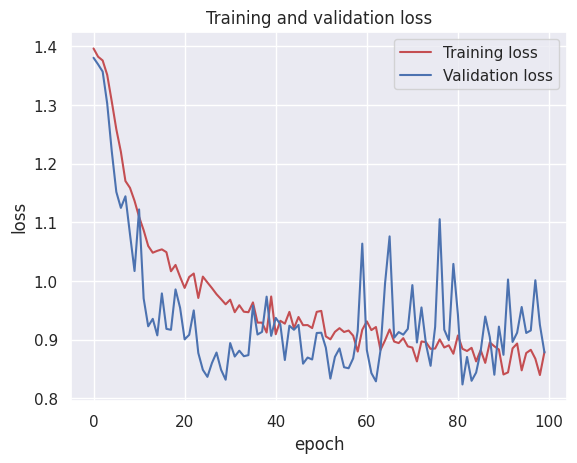 Training and validation loss
Training loss
Validation loss
loss
1.4
1.3
1.2
1.1
1.0
0.9
0.8
0
20
40
60
80
100
epoch